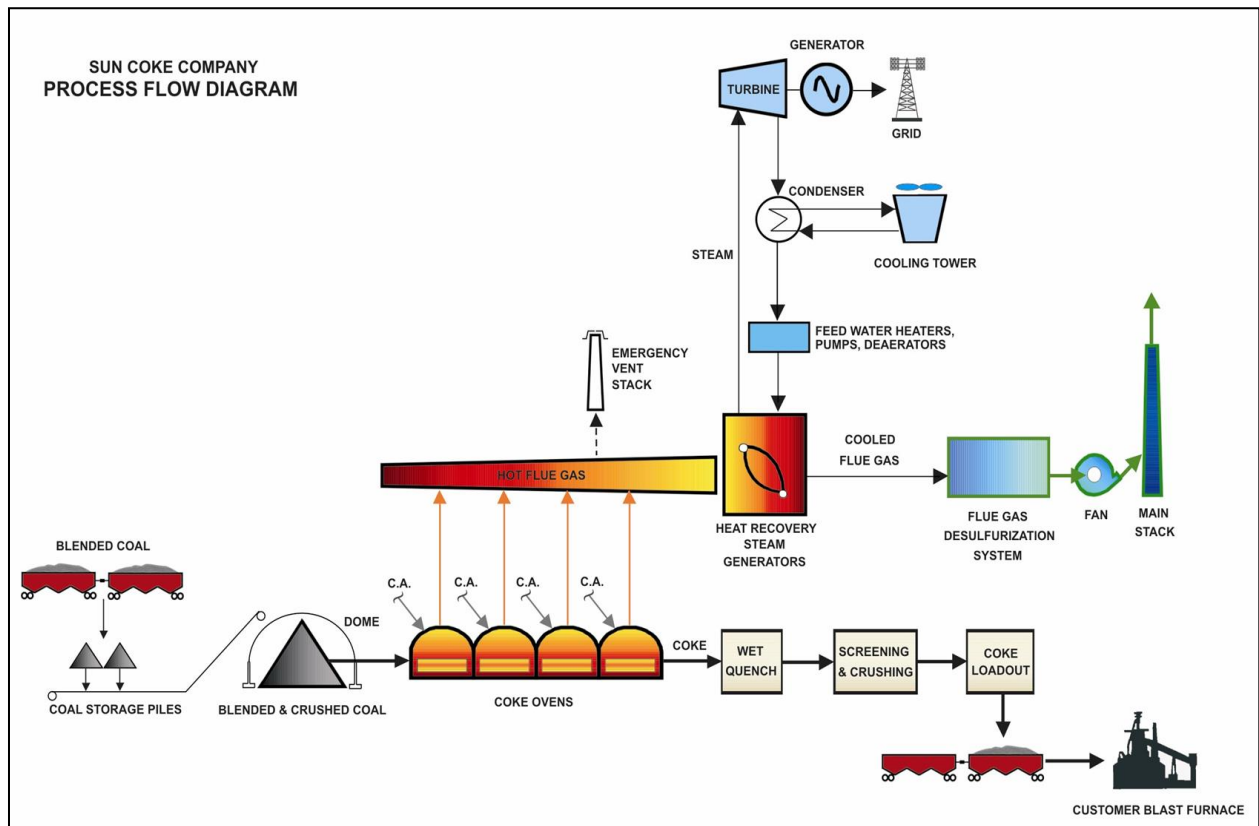 SUN COKE COMPANY
PROCESS FLOW DIAGRAM
GENERATOR
TURBINE
GRID
CONDENSER
STEAM
COOLING TOWER
FEED WATER HEATERS,
PUMPS, DEAERATORS
EMERGENCY
VENT
STACK
HOT FLUE GAS
COOLED
FLUE GAS
HEAT RECOVERY
STEAM
GENERATORS
FLUE GAS
DESULFURIZATION
SYSTEM
FAN
MAIN
STACK
BLENDED COAL
C.A.
C.A.
C.A.
C.A.
DOME
COKE
WET
QUENCH
SCREENING
& CRUSHING
COKE
LOADOUT
COAL STORAGE PILES
BLENDED & CRUSHED COAL
COKE OVENS
CUSTOMER BLAST FURNACE